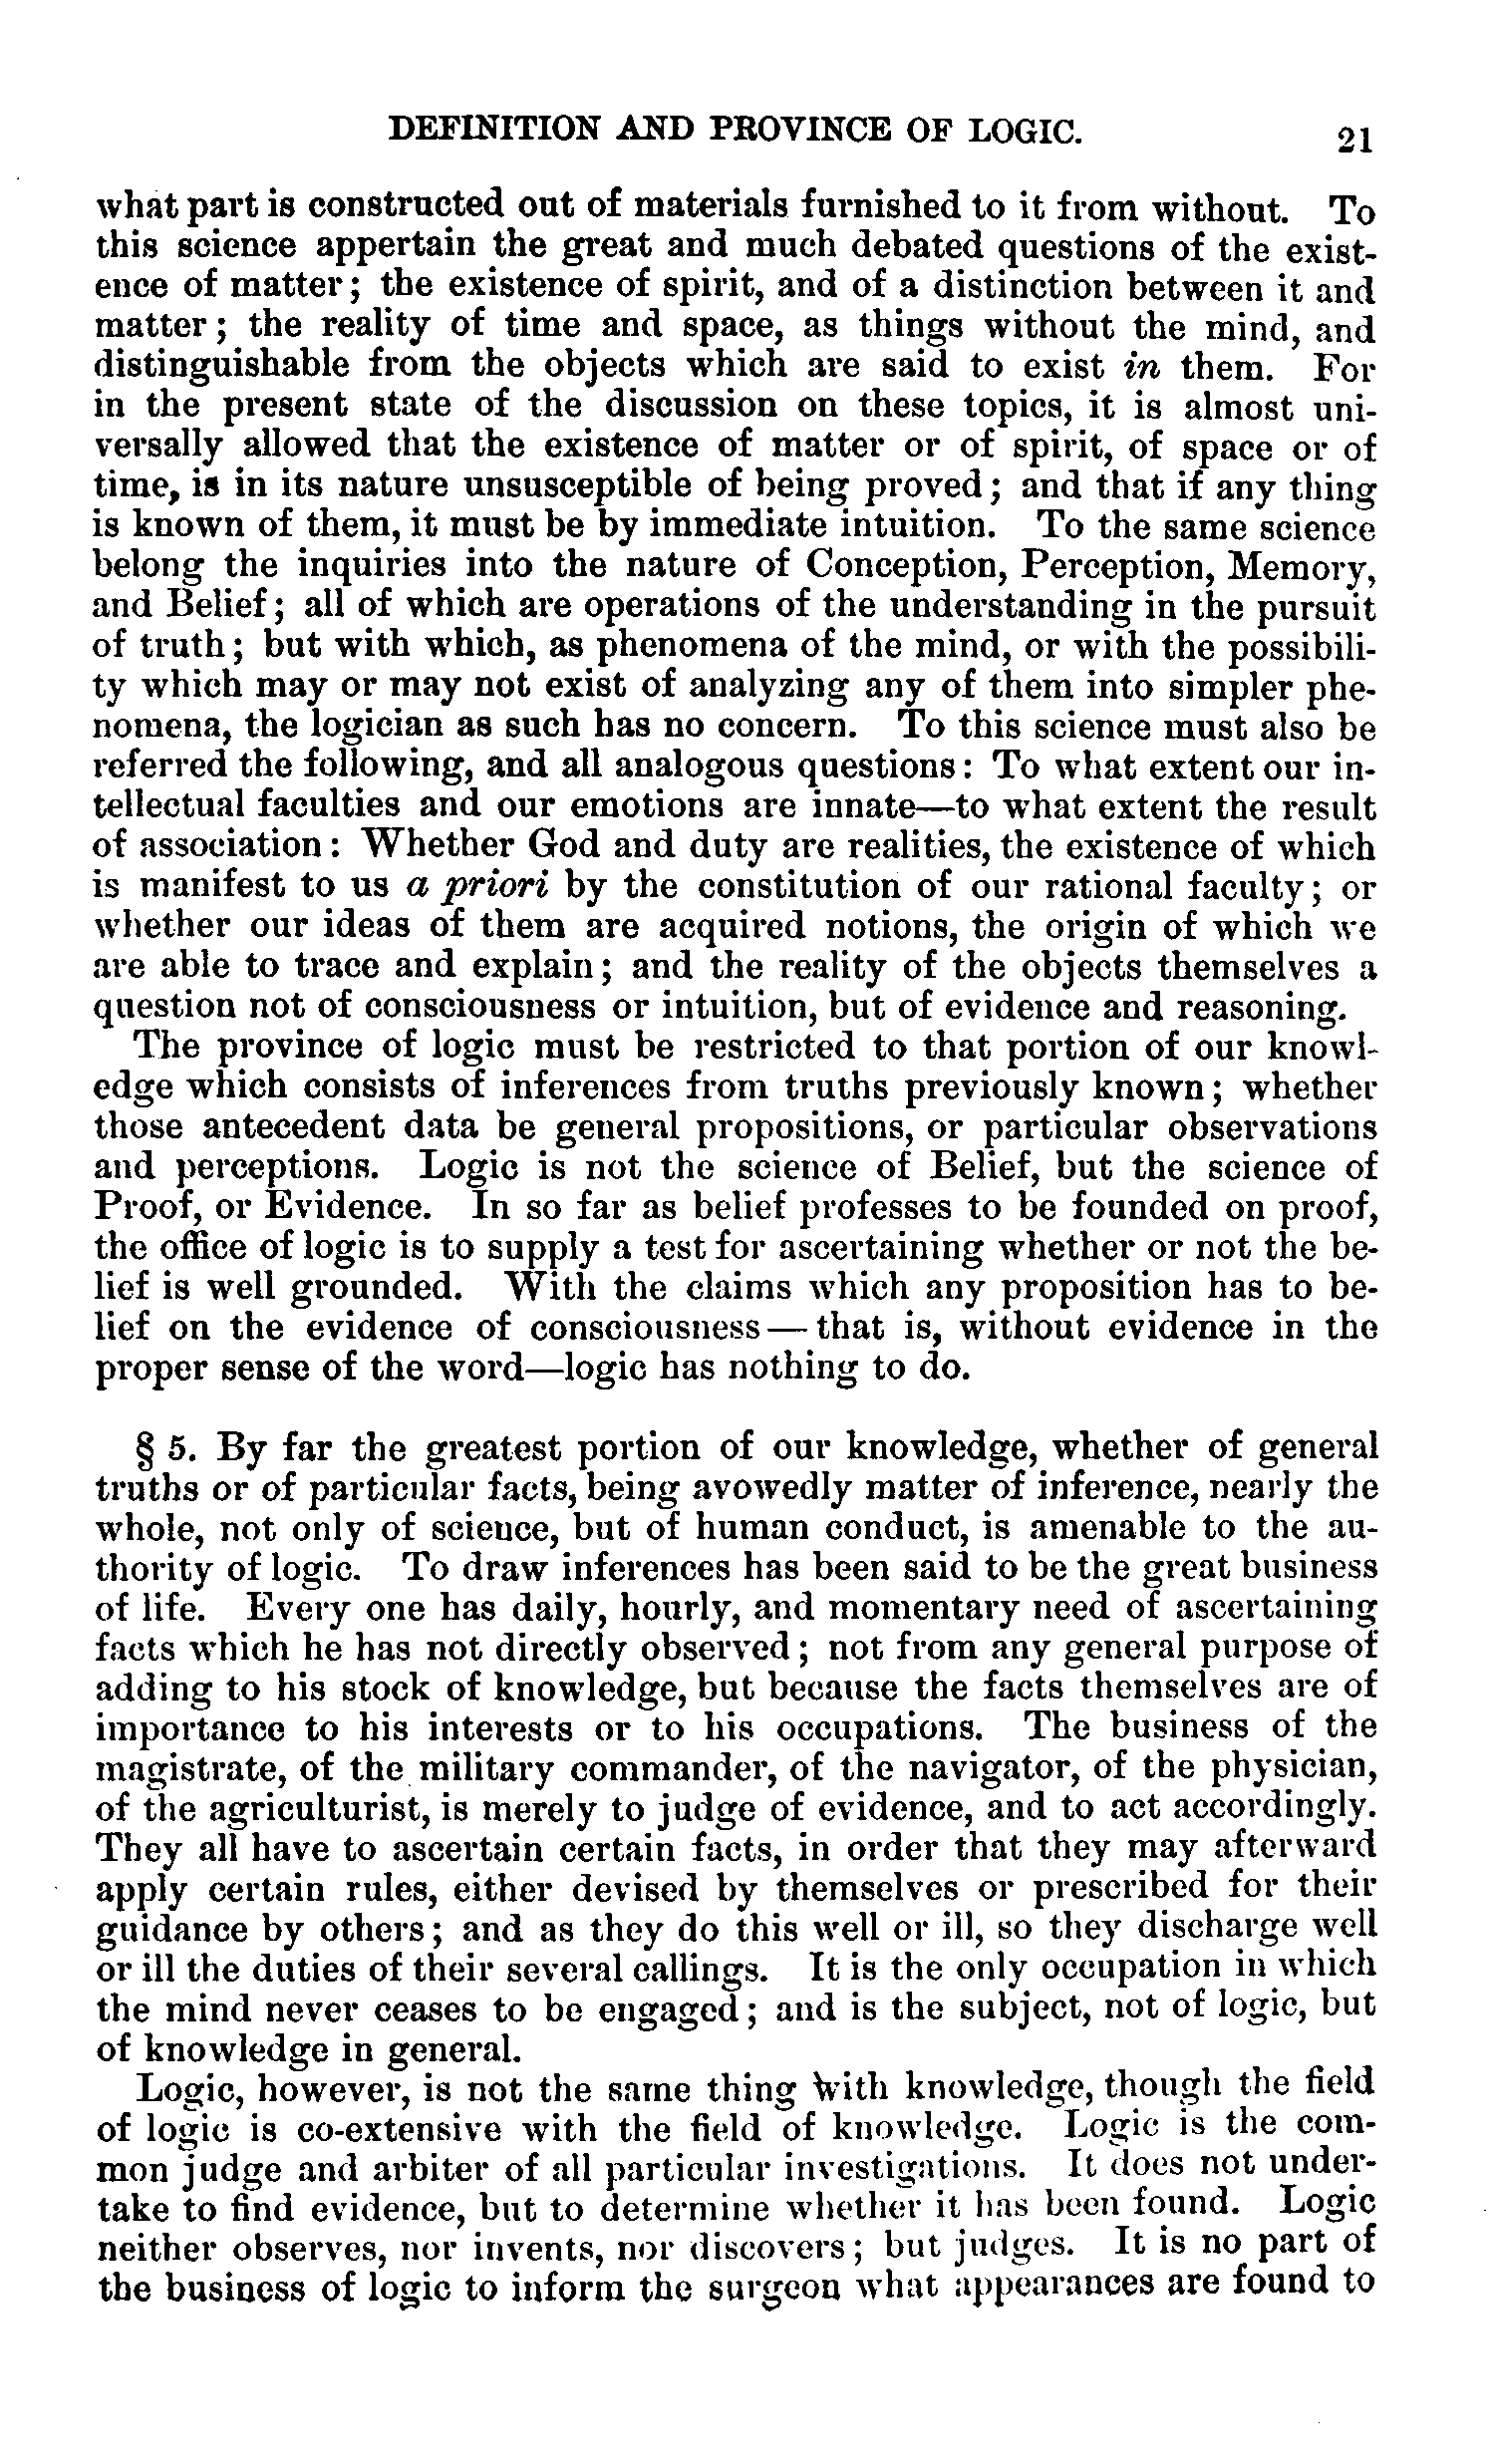 DEFINITION AND PROVINCE OF LOGIC. 21
what part is constructed out of materials furnished to it from without. To
this science appertain the great and much debated questions of the exist-
ence of matter; the existence of spirit, and of a distinction between it and
matter; the reality of time and space, as things without the mind, and
distinguishable from the objects which are said to exist in them. For
in the present state of the discussion on these topics, it is almost uni-
versally allowed that the existence of matter or of spirit, of space or of
time, is in its nature unsusceptible of being proved; and that if any thing
is known of them, it must be by immediate intuition. To the same science
belong the inquiries into the nature of Conception, Perception, Memory,
and Belief; all of which are operations of the understanding in the pursuit
of truth; but with which, as phenomena of the mind, or with the possibili-
ty which may or may not exist of analyzing any of them into simpler phe-
nomena, the logician as such has no concern. To this science must also be
referred the following, and all analogous questions: To what extent our in-
tellectual faculties and our emotions are innate—to what extent the result
of association: Whether God and duty are realities, the existence of which
is manifest to us a priori by the constitution of our rational faculty; or
whether our ideas of them are acquired notions, the origin of which we
are able to trace and explain; and the reality of the objects themselves a
question not of consciousness or intuition, but of evidence and reasoning.
The province of logic must be restricted to that portion of our knowl-
edge which consists of inferences from truths previously known; whether
those antecedent data be general propositions, or particular observations
and perceptions. Logic is not the science of Belief, but the science of
Proof, or Evidence. In so far as belief professes to be founded on proof,
the office of logic is to supply a test for ascertaining whether or not the be-
lief is well grounded. With the claims which any proposition has to be-
lief on the evidence of consciousness—that is, without evidence in the
proper sense of the word—logic has nothing to do.
§ 5. By far the greatest portion of our knowledge, whether of general
truths or of particular facts, being avowedly matter of inference, nearly the
whole, not only of science, but of human conduct, is amenable to the au-
thority of logic. To draw inferences has been said to be the great business
of life. Every one has daily, hourly, and momentary need of ascertaining
facts which he has not directly observed; not from any general purpose of
adding to his stock of knowledge, but because the facts themselves are of
importance to his interests or to his occupations. The business of the
magistrate, of the military commander, of the navigator, of the physician,
of the agriculturist, is merely to judge of evidence, and to act accordingly.
They all have to ascertain certain facts, in order that they may afterward
apply certain rules, either devised by themselves or prescribed for their
guidance by others; and as they do this well or ill, so they discharge well
or ill the duties of their several callings. It is the only occupation in which
the mind never ceases to be engaged; and is the subject, not of logic, but
of knowledge in general.
Logic, however, is not the same thing with knowledge, though the field
of logic is co-extensive with the field of knowledge. Logic is the com-
mon judge and arbiter of all particular investigations. It does not under-
take to find evidence, but to determine whether it has been found. Logic
neither observes, nor invents, nor discovers; but judges. It is no part of
the business of logic to inform the surgeon what appearances are found to